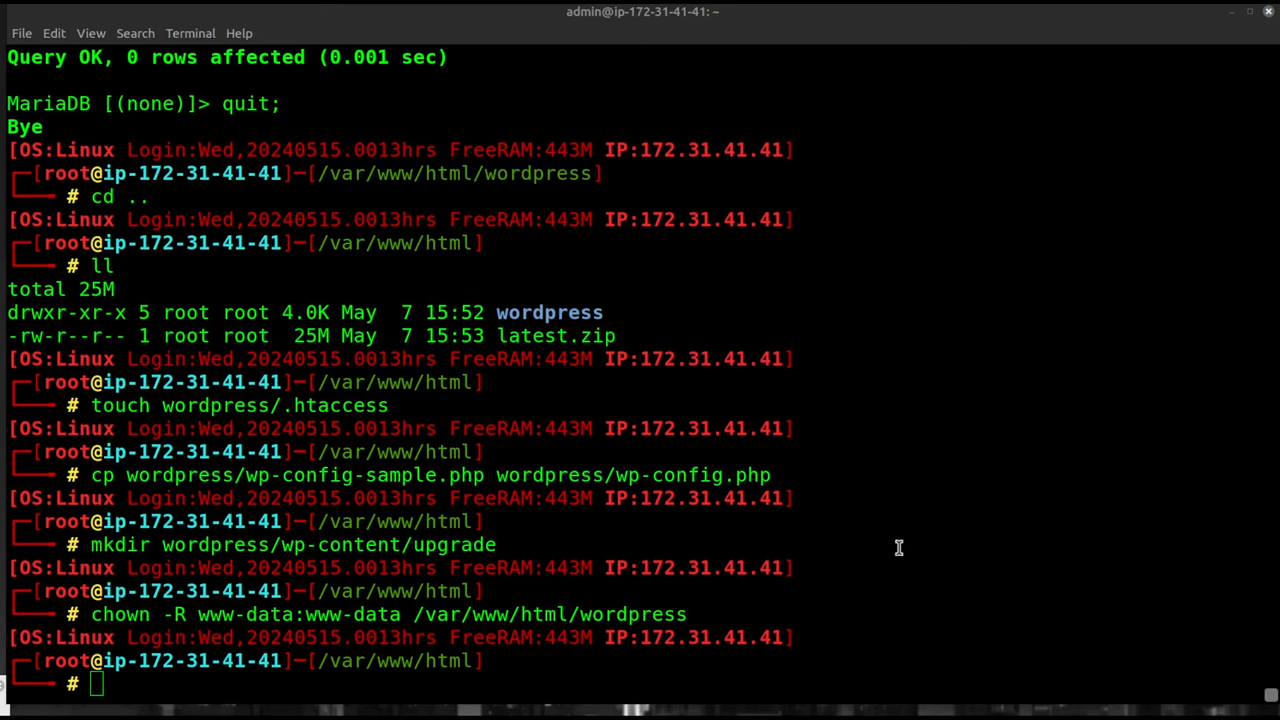 admin@ip-172-31-41-41: ~
File Edit View Search Terminal Help
Query OK, 0 rows affected (0.001 sec)
MariaDB [(none)]> quit;
Bye
[OS:Linux Login:Wed,20240515.0013hrs FreeRAM:443M IP:172.31.41.41]
┌─[root@ip-172-31-41-41]─[/var/www/html/wordpress]
└──╼ # cd ..
[OS:Linux Login:Wed,20240515.0013hrs FreeRAM:443M IP:172.31.41.41]
┌─[root@ip-172-31-41-41]─[/var/www/html]
└──╼ # ll
total 25M
drwxr-xr-x 5 root root 4.0K May  7 15:52 wordpress
-rw-r--r-- 1 root root  25M May  7 15:53 latest.zip
[OS:Linux Login:Wed,20240515.0013hrs FreeRAM:443M IP:172.31.41.41]
┌─[root@ip-172-31-41-41]─[/var/www/html]
└──╼ # touch wordpress/.htaccess
[OS:Linux Login:Wed,20240515.0013hrs FreeRAM:443M IP:172.31.41.41]
┌─[root@ip-172-31-41-41]─[/var/www/html]
└──╼ # cp wordpress/wp-config-sample.php wordpress/wp-config.php
[OS:Linux Login:Wed,20240515.0013hrs FreeRAM:443M IP:172.31.41.41]
┌─[root@ip-172-31-41-41]─[/var/www/html]
└──╼ # mkdir wordpress/wp-content/upgrade
[OS:Linux Login:Wed,20240515.0013hrs FreeRAM:443M IP:172.31.41.41]
┌─[root@ip-172-31-41-41]─[/var/www/html]
└──╼ # chown -R www-data:www-data /var/www/html/wordpress
[OS:Linux Login:Wed,20240515.0013hrs FreeRAM:443M IP:172.31.41.41]
┌─[root@ip-172-31-41-41]─[/var/www/html]
└──╼ #